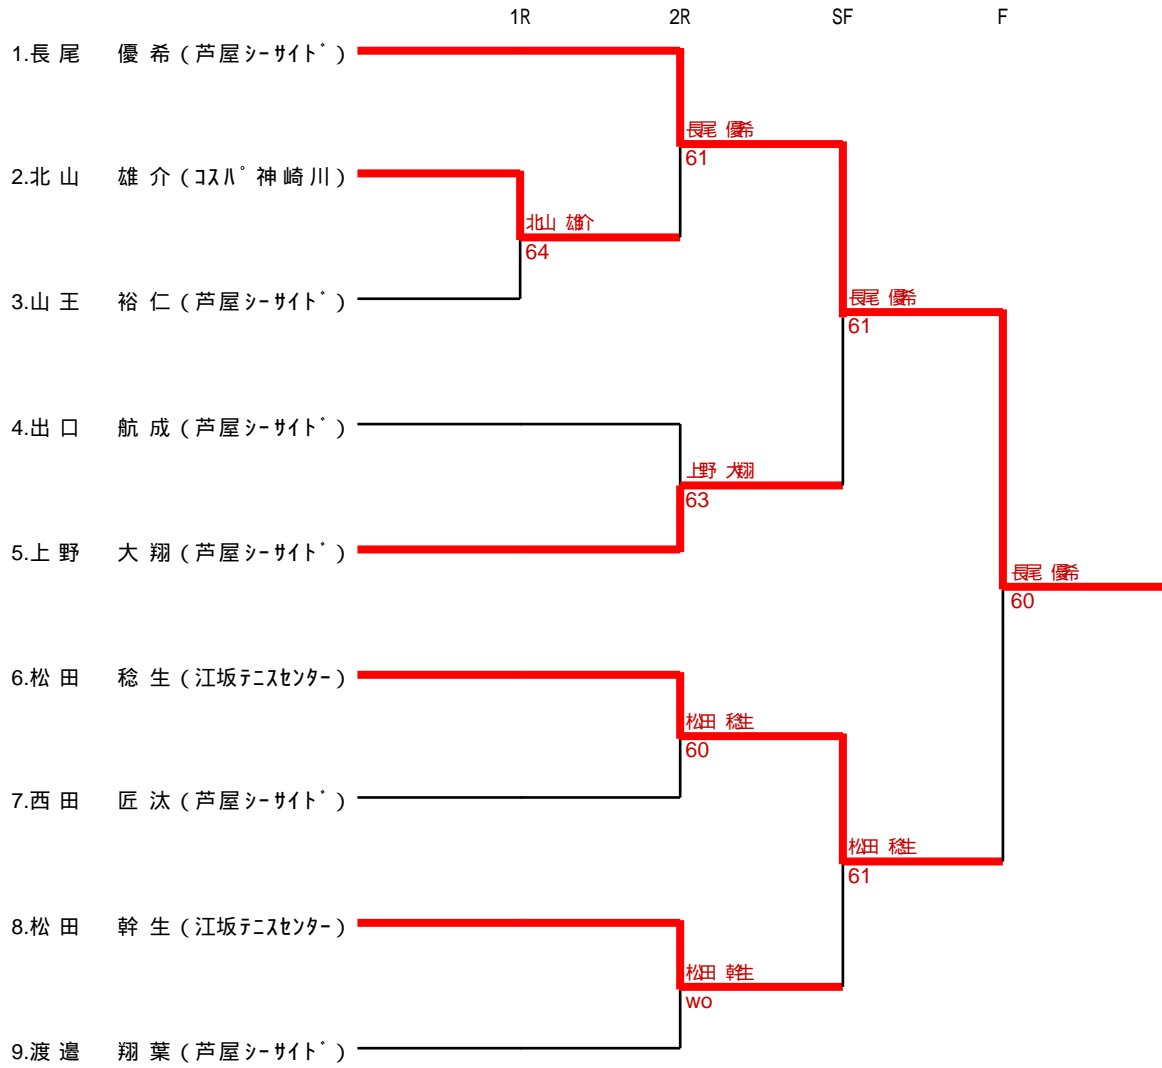 1R 2R SF F
1.長尾 優希(芦屋ｼｰｻｲﾄﾞ)
長尾 優希
61
2.北山 雄介(ｺｽﾊﾟ神崎川)
北山 雄介
64
3.山王 裕仁(芦屋ｼｰｻｲﾄﾞ)
長尾 優希
61
4.出口 航成(芦屋ｼｰｻｲﾄﾞ)
上野 大翔
63
5.上野 大翔(芦屋ｼｰｻｲﾄﾞ)
長尾 優希
60
6.松田 稔生(江坂ﾃﾆｽｾﾝﾀｰ)
松田 稔生
60
7.西田 匠汰(芦屋ｼｰｻｲﾄﾞ)
松田 稔生
61
8.松田 幹生(江坂ﾃﾆｽｾﾝﾀｰ)
松田 幹生
wo
9.渡邉 翔葉(芦屋ｼｰｻｲﾄﾞ)